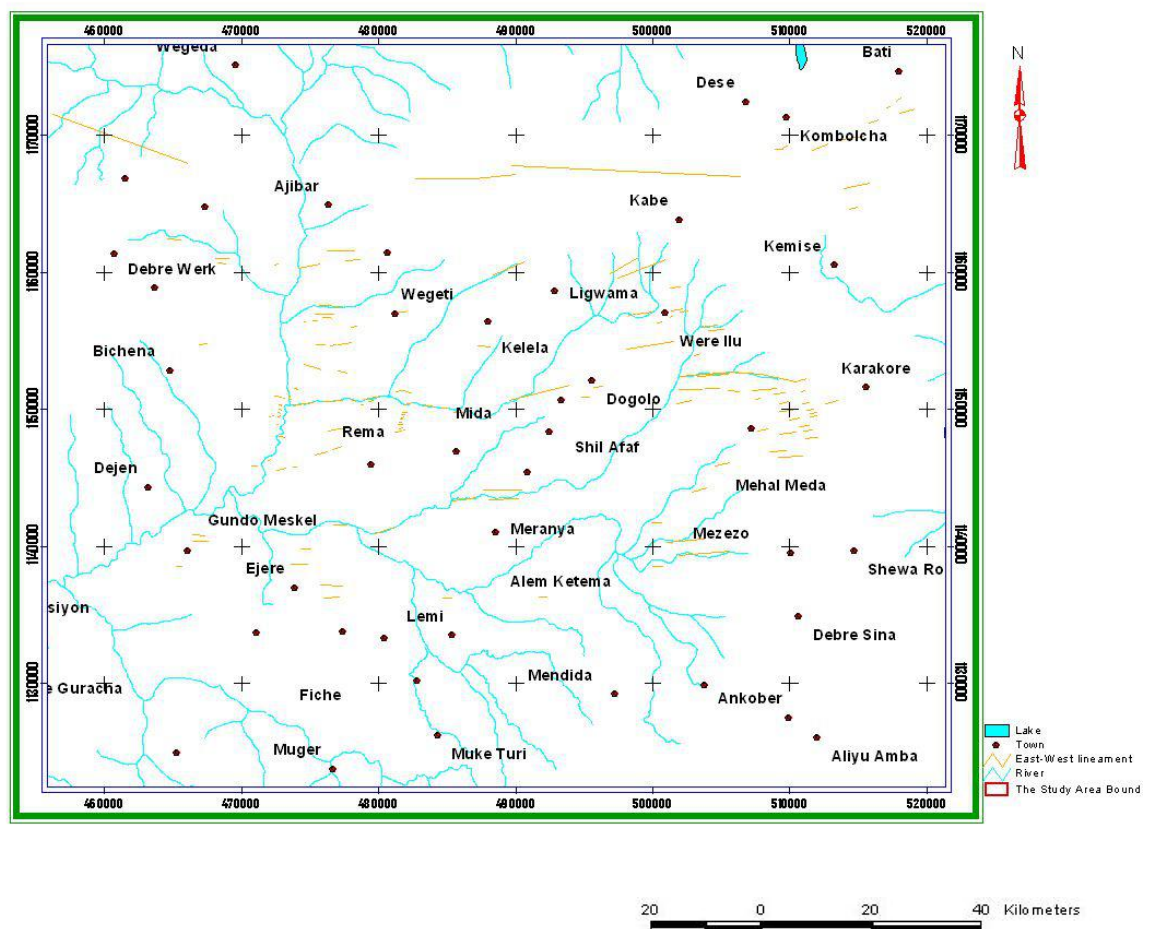 460000 470000 480000 490000 500000 510000 520000
Wegeda
Bati
Dese
N
1170000
Kombolcha
1170000
Ajibar
Kabe
Kemise
1160000
Debre Werk
1160000
Wegeti
Ligwama
Kelela
Were Ilu
Bichena
Karakore
1150000
Mida
Dogolo
1150000
Rema
Shil Afaf
Dejen
Mehal Meda
Gundo Meskel
Meranya
Mezezo
1140000
1140000
Ejere
Shewa Ro
Alem Ketema
siyon
Lemi
Debre Sina
1130000
e Guracha
Fiche
Mendida
Ankober
1130000
Muger
Muke Turi
Aliyu Amba
Lake
Town
East-West lineament
River
The Study Area Bound
460000 470000 480000 490000 500000 510000 520000
20 0 20 40 Kilometers